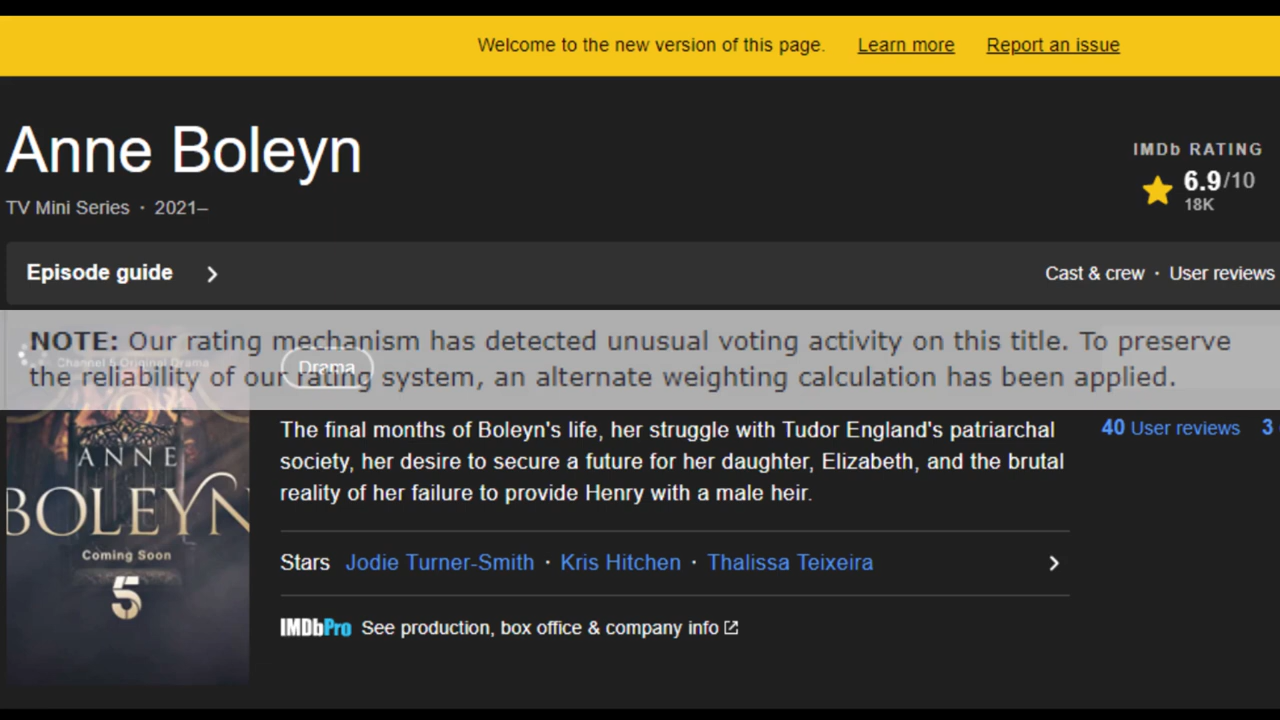 Welcome to the new version of this page. Learn more Report an issue
Anne Boleyn
IMDb RATING
6.9/10
18K
TV Mini Series · 2021–
Episode guide
Cast & crew · User reviews
NOTE: Our rating mechanism has detected unusual voting activity on this title. To preserve
the reliability of our rating system, an alternate weighting calculation has been applied.
Channel 5 Original Drama
Drama
ANNE
BOLEYN
Coming Soon
5
The final months of Boleyn's life, her struggle with Tudor England's patriarchal
society, her desire to secure a future for her daughter, Elizabeth, and the brutal
reality of her failure to provide Henry with a male heir.
40 User reviews 3
Stars Jodie Turner-Smith · Kris Hitchen · Thalissa Teixeira
IMDbPro See production, box office & company info